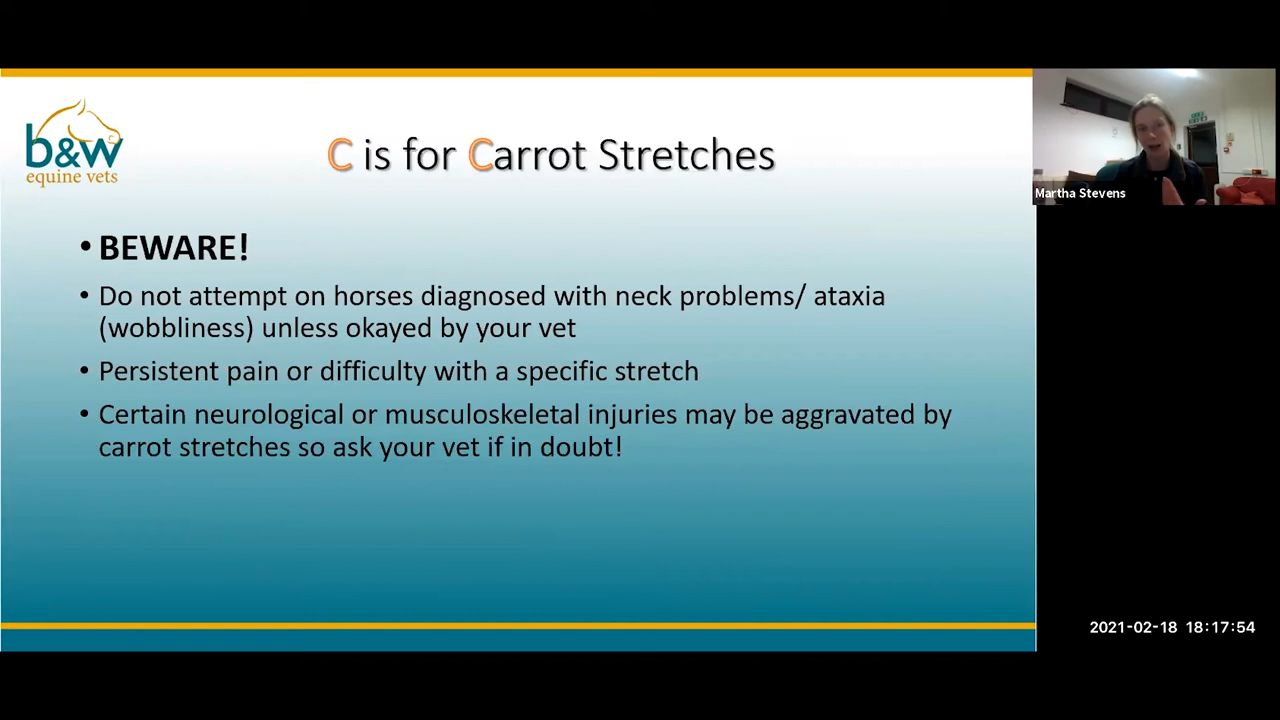 b&w
equine vets
C is for Carrot Stretches
• BEWARE!
• Do not attempt on horses diagnosed with neck problems/ ataxia
(wobbliness) unless okayed by your vet
• Persistent pain or difficulty with a specific stretch
• Certain neurological or musculoskeletal injuries may be aggravated by
carrot stretches so ask your vet if in doubt!
Martha Stevens
2021-02-18 18:17:54